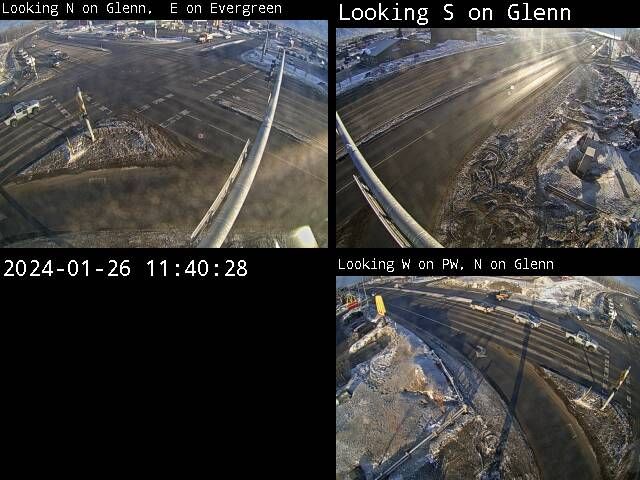 Looking N on Glenn,  E on Evergreen
Looking S on Glenn
2024-01-26 11:40:28
Looking W on PW, N on Glenn